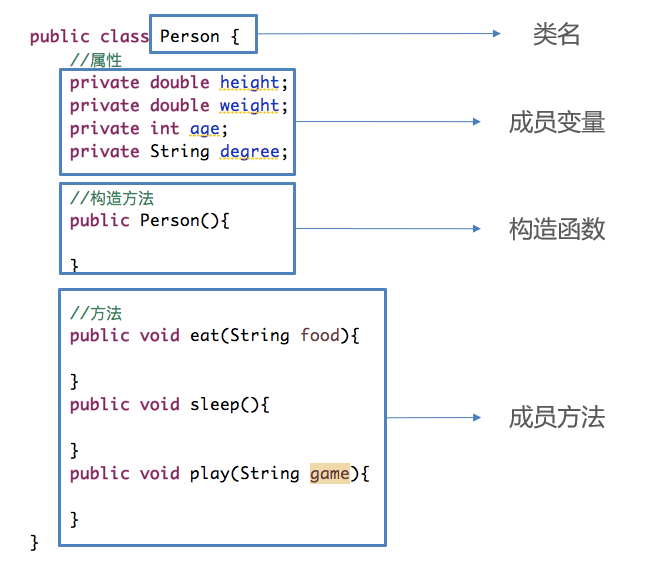 public class Person {
类名
//属性
private double height;
private double weight;
private int age;
private String degree;
成员变量
//构造方法
public Person(){
}
构造函数
//方法
public void eat(String food){
}
public void sleep(){
}
public void play(String game){
}
成员方法
}